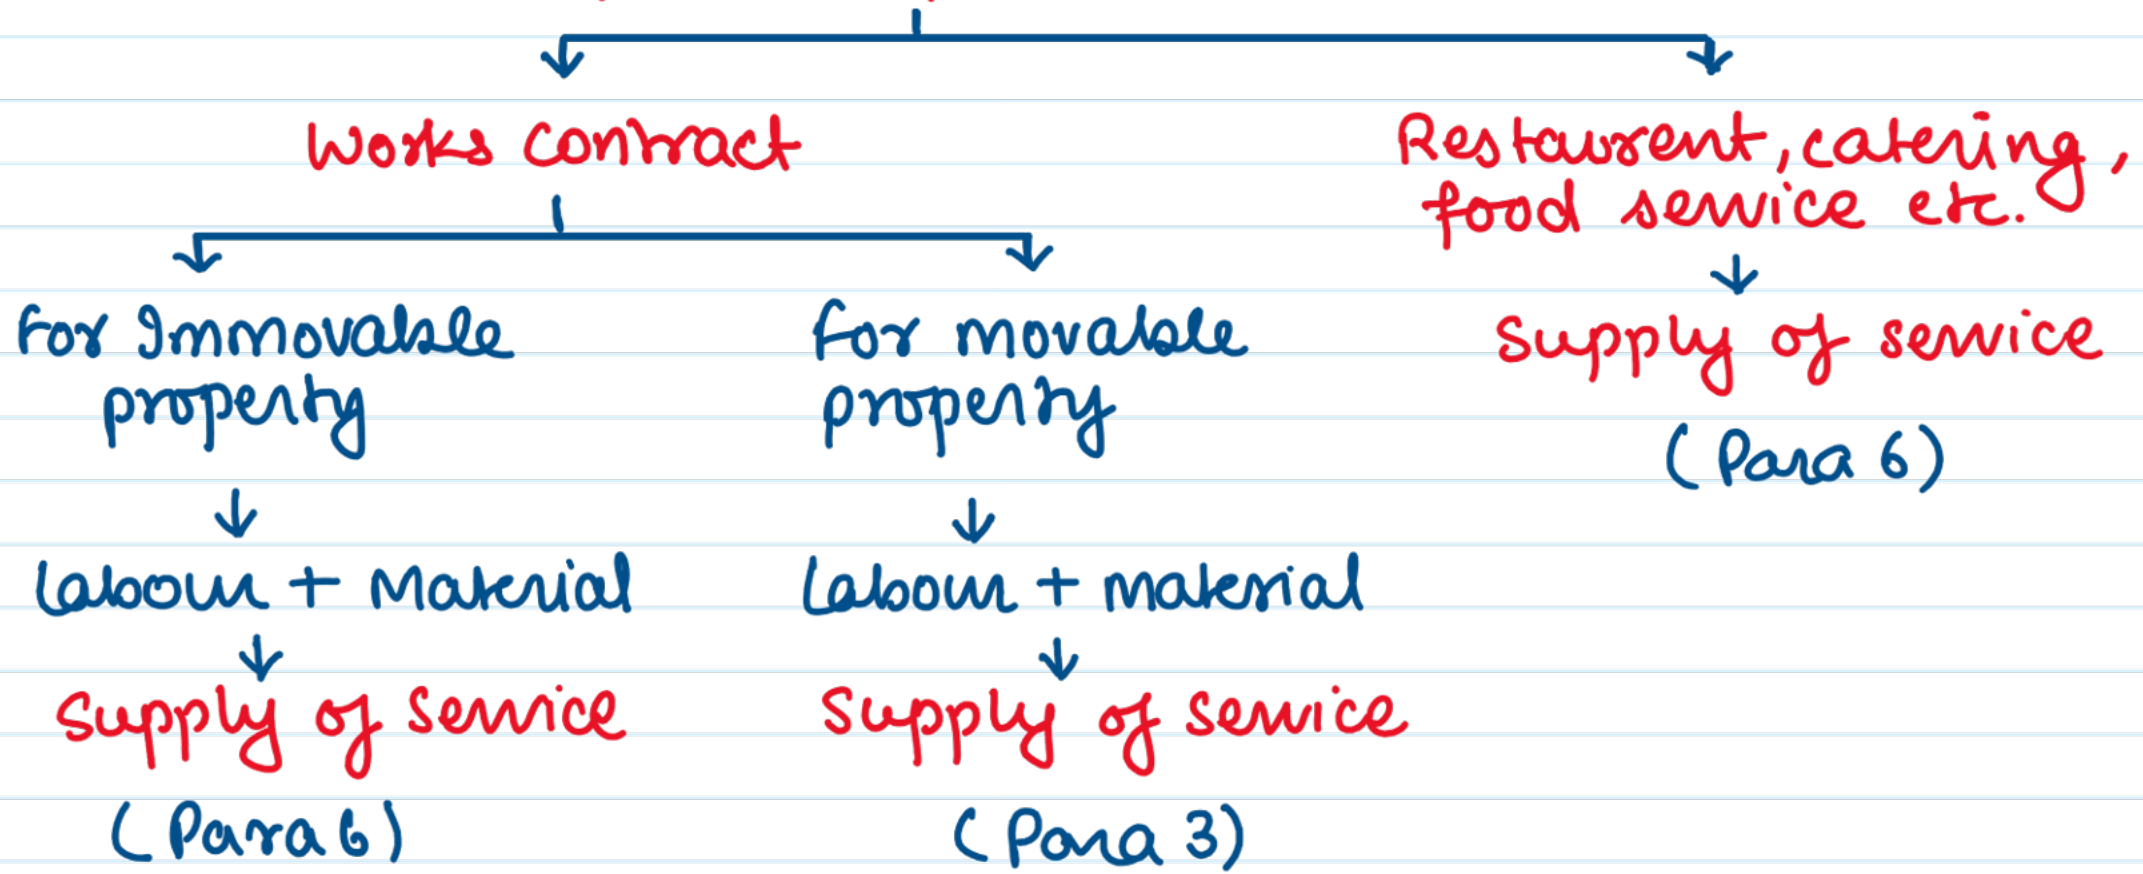 Works contract
Restaurent, catering,
food service etc.
For Immovable
property
For movable
property
Supply of service
(Para 6)
Labour + Material
Labour + material
Supply of service
Supply of service
(Para 6)
(Para 3)